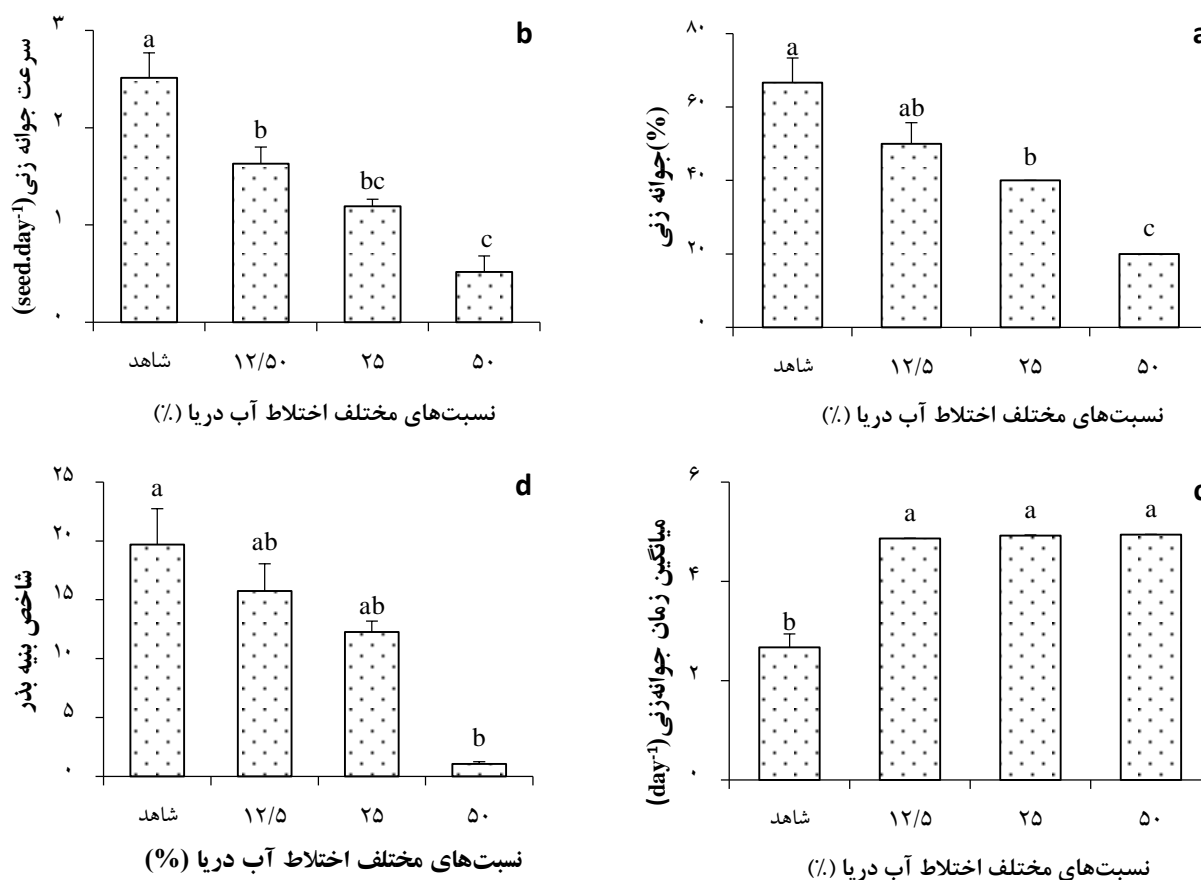 a
جوانه زنی(%)
۸۰
۶۰
۴۰
۲۰
۰
a
ab
b
c
شاهد
۱۲/۵
۲۵
۵۰
نسبت‌های مختلف اختلاط آب دریا (٪)
b
سرعت جوانه زنی(seed.day⁻¹)
۳
۲
۱
۰
a
b
bc
c
شاهد
۱۲/۵۰
۲۵
۵۰
نسبت‌های مختلف اختلاط آب دریا (٪)
میانگین زمان جوانه‌زنی(day⁻¹)
۶
۴
۲
۰
b
a
a
a
شاهد
۱۲/۵
۲۵
۵۰
نسبت‌های مختلف اختلاط آب دریا (٪)
d
شاخص بنیه بذر
۲۵
۲۰
۱۵
۱۰
۵
۰
a
ab
ab
b
شاهد
۱۲/۵
۲۵
۵۰
نسبت‌های مختلف اختلاط آب دریا (%)